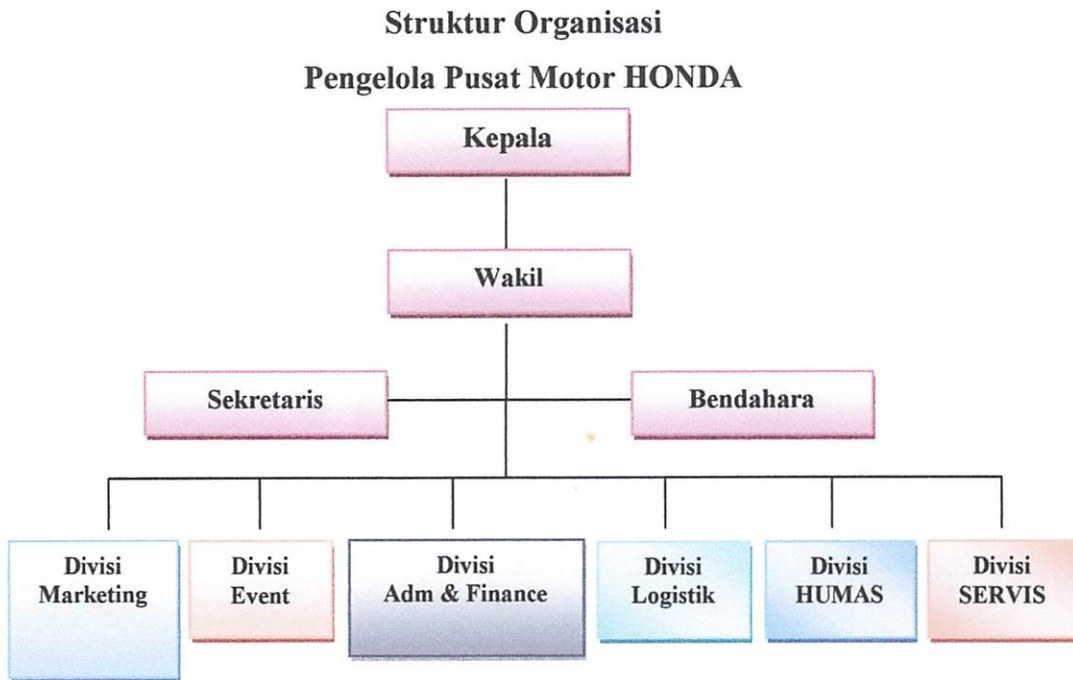 Struktur Organisasi
Pengelola Pusat Motor HONDA
Kepala
Wakil
Sekretaris
Bendahara
Divisi
Marketing
Divisi
Event
Divisi
Adm & Finance
Divisi
Logistik
Divisi
HUMAS
Divisi
SERVIS